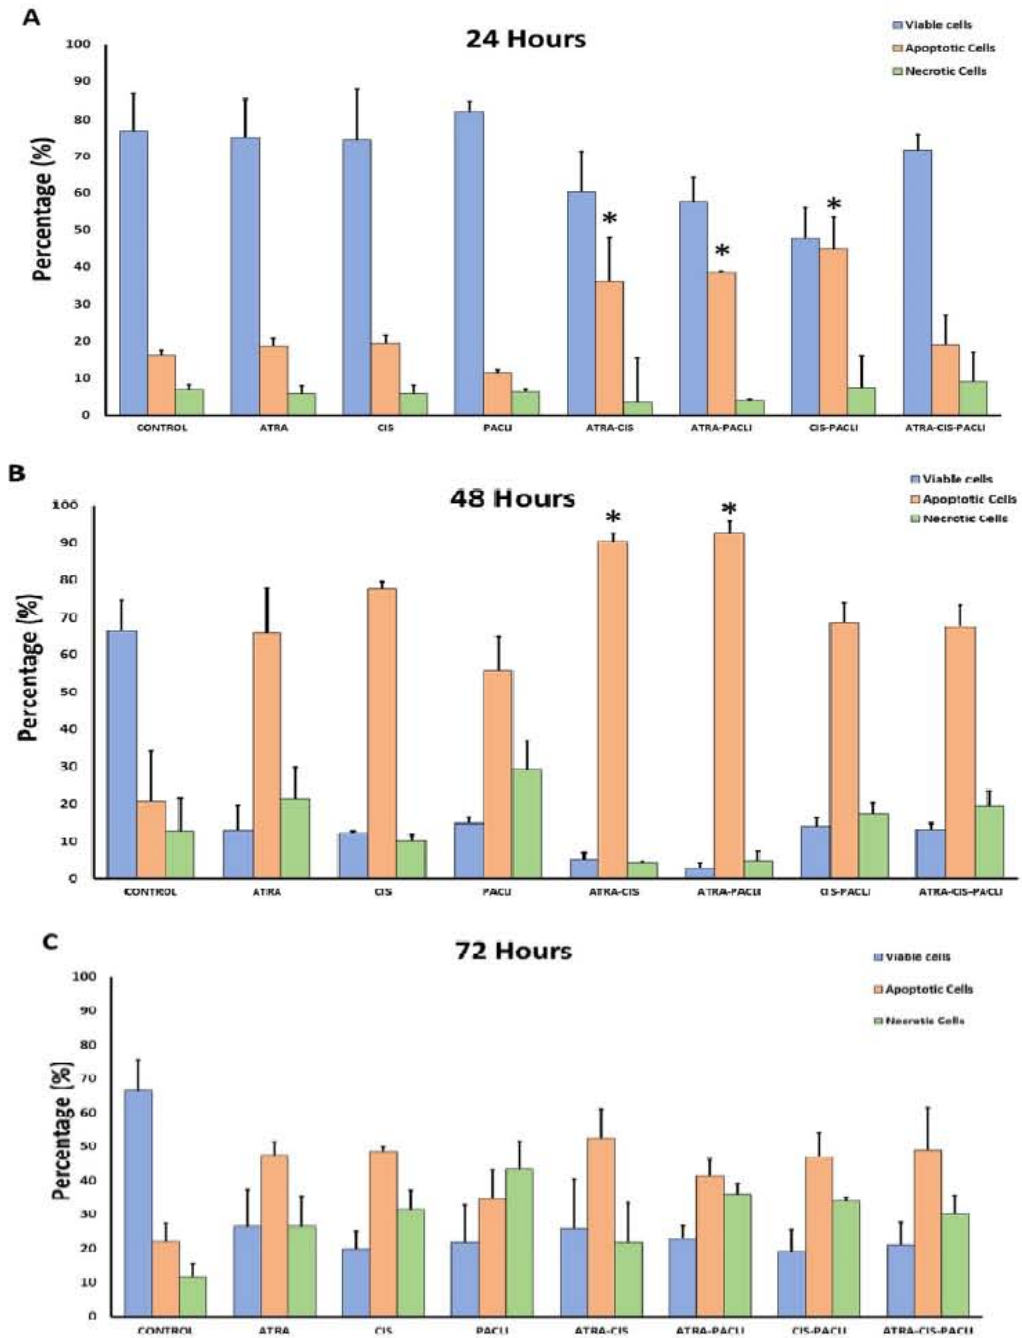 A
24 Hours
Viable cells
Apoptotic Cells
Necrotic Cells
Percentage (%)
100
90
80
70
60
50
40
30
20
10
0
CONTROL ATRA CIS PACLI ATRA-CIS ATRA-PACLI CIS-PACLI ATRA-CIS-PACLI
* * *
B
48 Hours
Viable cells
Apoptotic Cells
Necrotic Cells
Percentage (%)
100
90
80
70
60
50
40
30
20
10
0
CONTROL ATRA CIS PACLI ATRA-CIS ATRA-PACLI CIS-PACLI ATRA-CIS-PACLI
* *
C
72 Hours
Viable cells
Apoptotic Cells
Necrotic Cells
Percentage (%)
100
90
80
70
60
50
40
30
20
10
0
CONTROL ATRA CIS PACLI ATRA-CIS ATRA-PACLI CIS-PACLI ATRA-CIS-PACLI